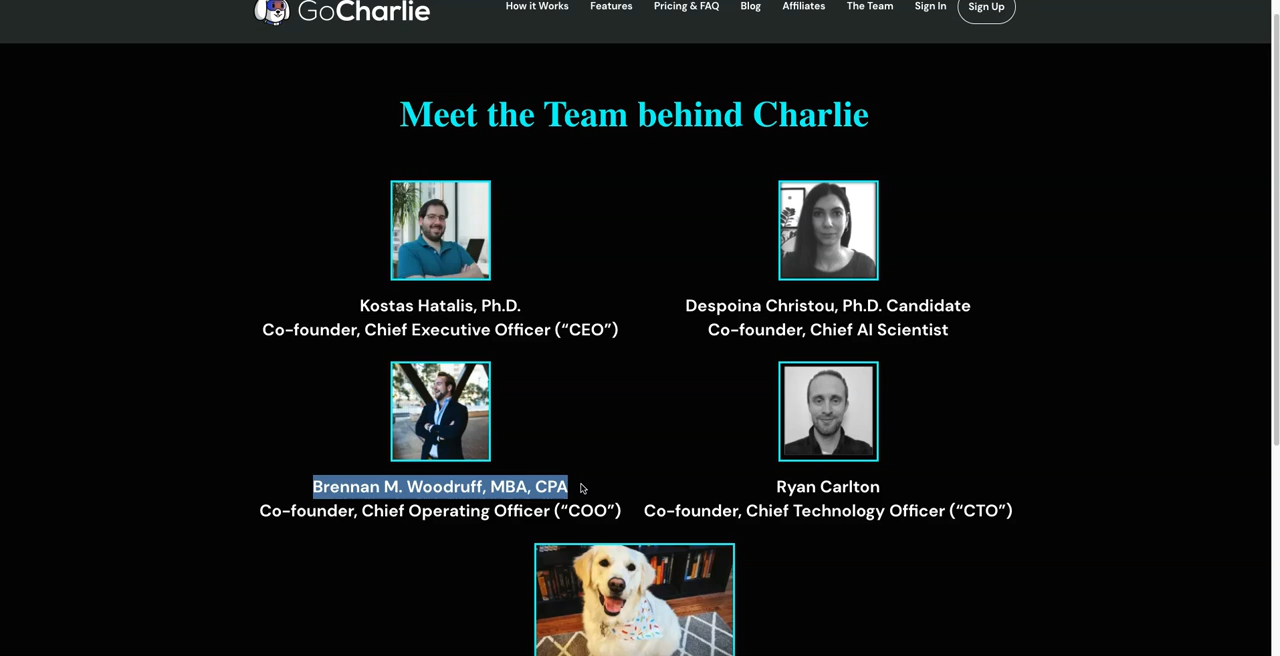 GoCharlie
How it Works Features Pricing & FAQ Blog Affiliates The Team Sign In Sign Up
Meet the Team behind Charlie
Kostas Hatalis, Ph.D.
Co-founder, Chief Executive Officer (“CEO”)
Despoina Christou, Ph.D. Candidate
Co-founder, Chief AI Scientist
Brennan M. Woodruff, MBA, CPA
Co-founder, Chief Operating Officer (“COO”)
Ryan Carlton
Co-founder, Chief Technology Officer (“CTO”)